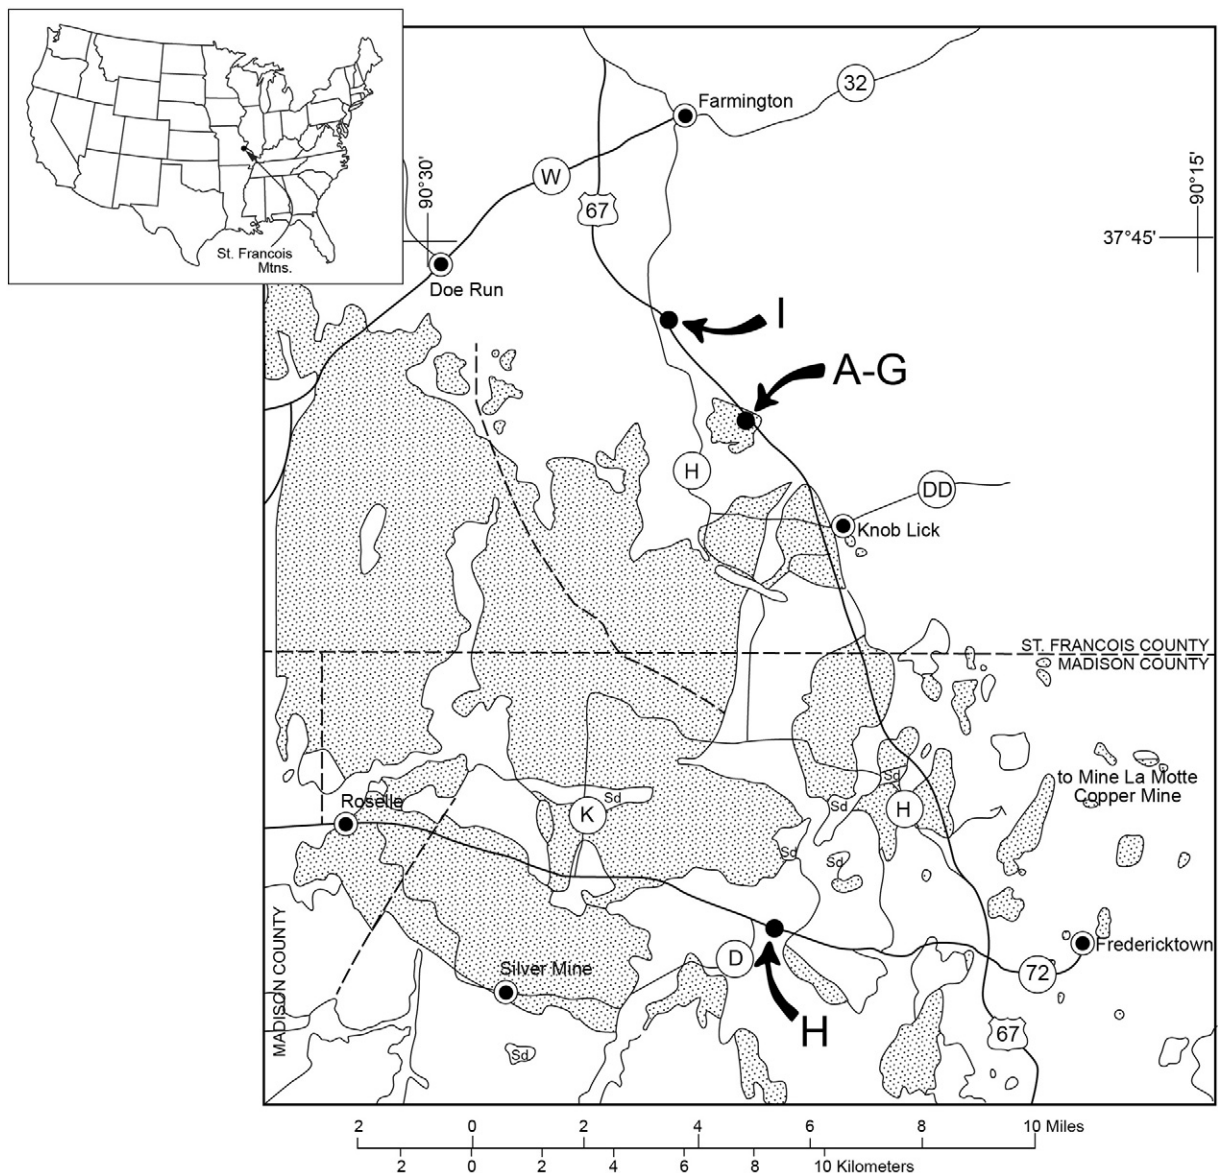 St. Francois
Mtns.
Farmington
32
W
67
90°30'
90°15'
37°45'
Doe Run
I
A-G
H
DD
Knob Lick
ST. FRANCOIS COUNTY
MADISON COUNTY
Sd
to Mine La Motte
Copper Mine
Roselle
Sd
K
Sd
H
Sd
Sd
MADISON COUNTY
Fredericktown
Silver Mine
D
72
H
67
Sd
2 0 2 4 6 8 10 Miles
2 0 2 4 6 8 10 Kilometers